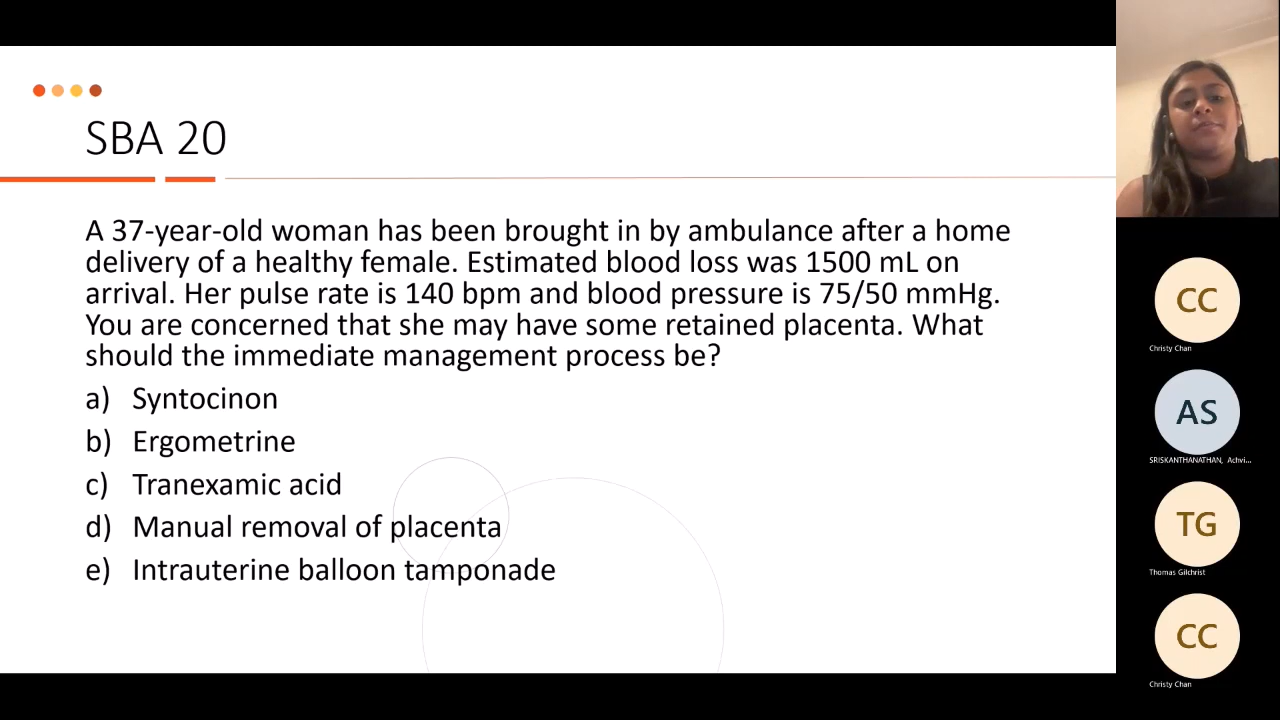 SBA 20
A 37-year-old woman has been brought in by ambulance after a home
delivery of a healthy female. Estimated blood loss was 1500 mL on
arrival. Her pulse rate is 140 bpm and blood pressure is 75/50 mmHg.
You are concerned that she may have some retained placenta. What
should the immediate management process be?
a) Syntocinon
b) Ergometrine
c) Tranexamic acid
d) Manual removal of placenta
e) Intrauterine balloon tamponade
CC
Christy Chan
AS
SRISKANTHANATHAN, Achvi...
TG
Thomas Gilchrist
CC
Christy Chan